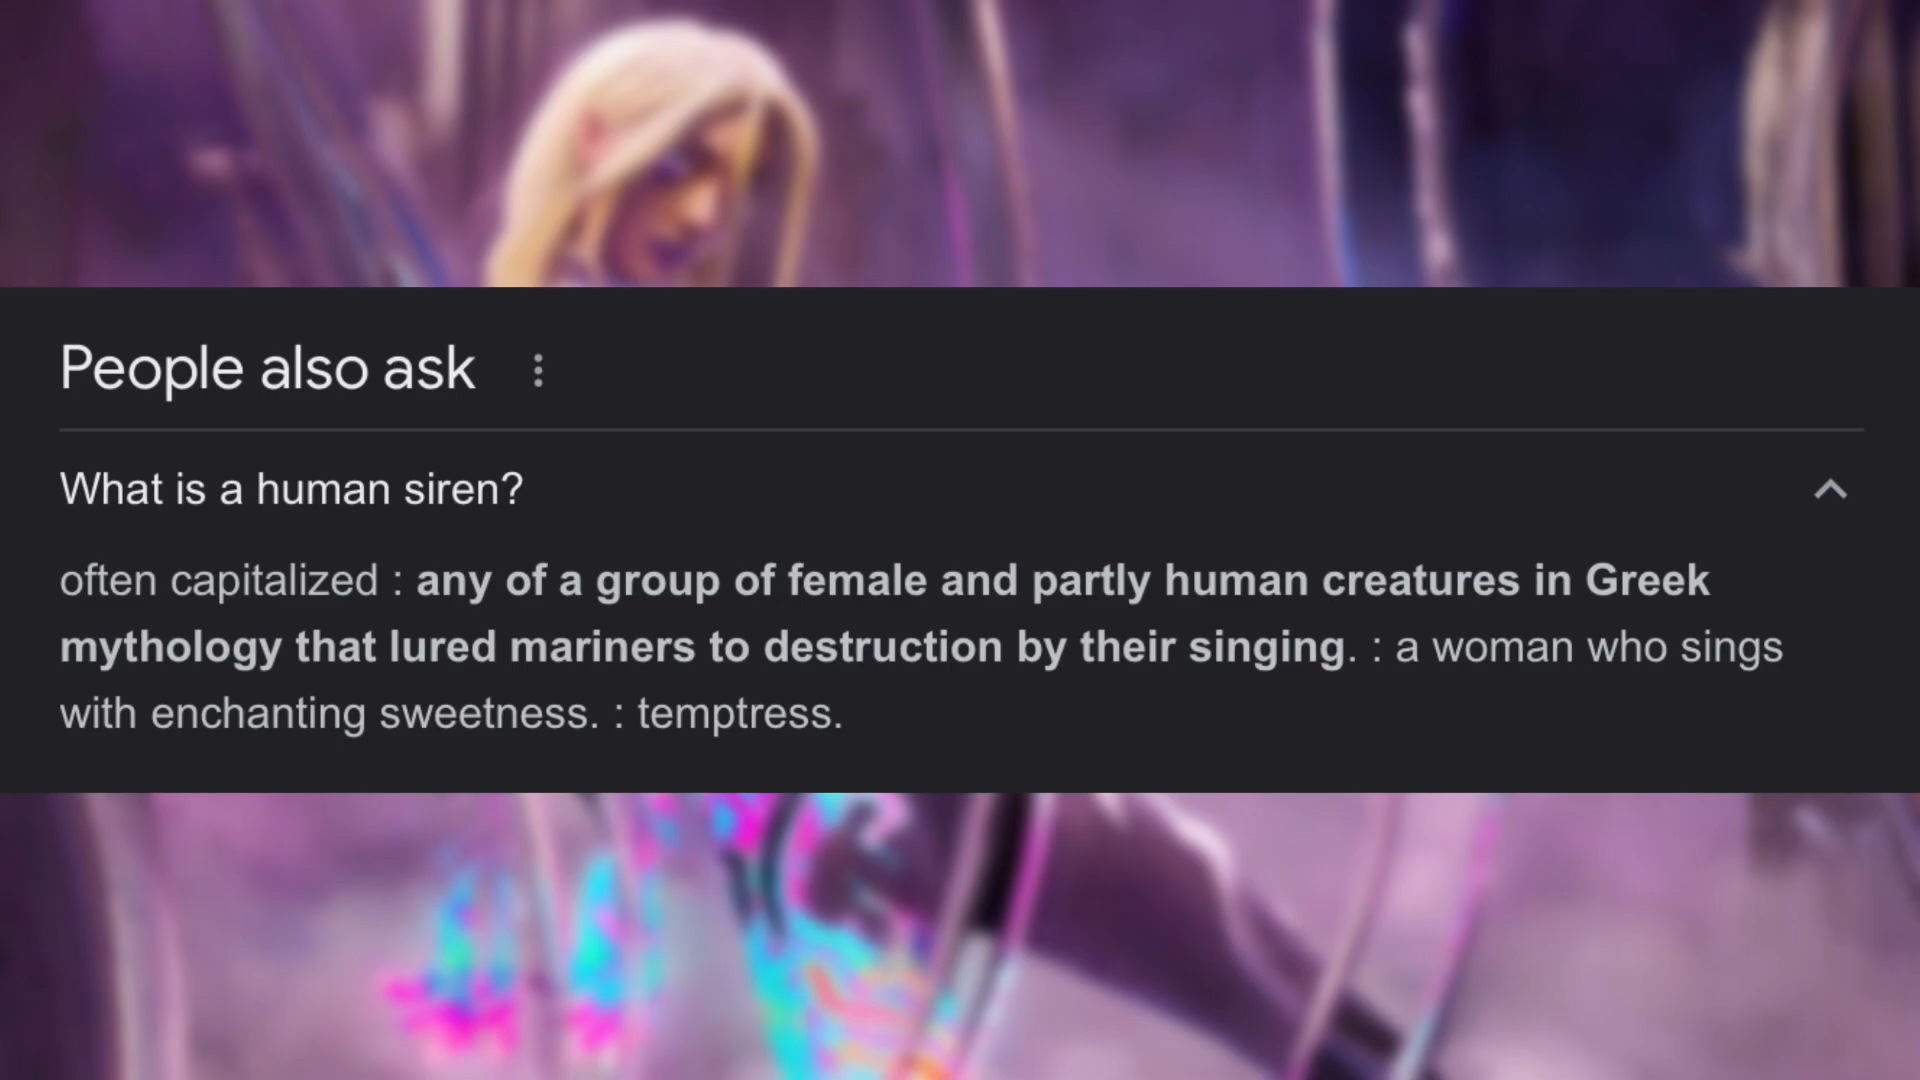 People also ask
What is a human siren?
often capitalized : any of a group of female and partly human creatures in Greek
mythology that lured mariners to destruction by their singing. : a woman who sings
with enchanting sweetness. : temptress.